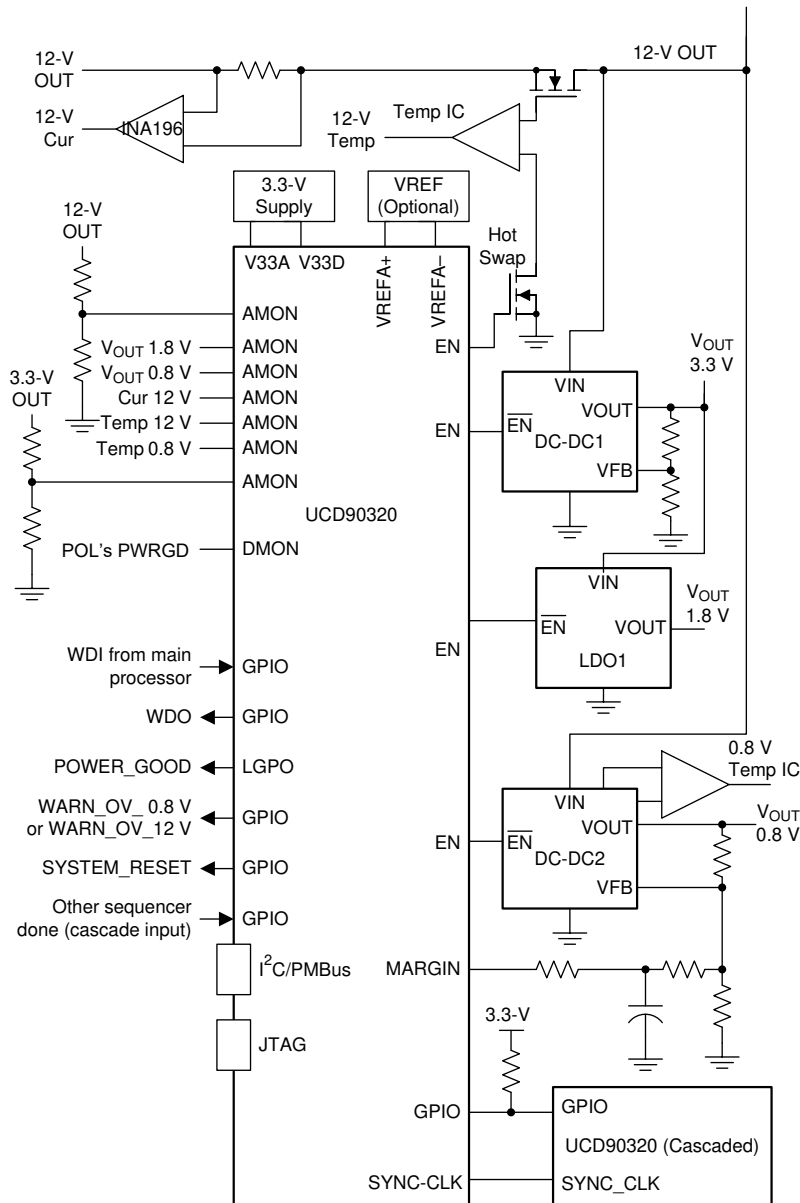 12-V
OUT
12-V
Cur
INA196
12-V
Temp
Temp IC
12-V OUT
3.3-V
Supply
VREF
(Optional)
12-V
OUT
Hot
Swap
V33A V33D
VREFA+
VREFA–
AMON
VOUT 1.8 V
AMON
VOUT 0.8 V
AMON
Cur 12 V
AMON
Temp 12 V
AMON
Temp 0.8 V
AMON
3.3-V
OUT
AMON
UCD90320
POL's PWRGD
DMON
WDI from main
processor
GPIO
WDO
GPIO
POWER_GOOD
LGPO
WARN_OV_ 0.8 V
or WARN_OV_12 V
GPIO
SYSTEM_RESET
GPIO
Other sequencer
done (cascade input)
GPIO
I2C/PMBus
JTAG
EN
EN
VIN
VOUT
EN
DC-DC1
VFB
VOUT
3.3 V
EN
VIN
EN
VOUT
LDO1
VOUT
1.8 V
EN
VIN
VOUT
EN
DC-DC2
VFB
0.8 V
Temp IC
VOUT
0.8 V
MARGIN
3.3-V
GPIO
GPIO
UCD90320 (Cascaded)
SYNC-CLK
SYNC_CLK